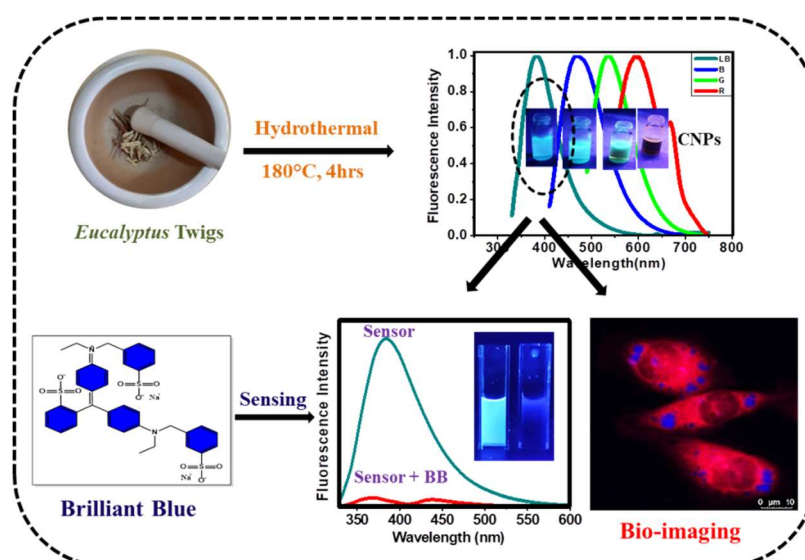 Hydrothermal
180°C, 4hrs
Eucalyptus Twigs
Fluorescence Intensity
1.0
0.8
0.6
0.4
0.2
0.0
LB
B
G
R
CNPs
300 400 500 600 700 800
Wavelength(nm)
N
O⁻
O=S=O
Na⁺
O⁻
O=S=O
N
O=S=O
O⁻
Na⁺
Sensing
Brilliant Blue
Fluorescence Intensity
Sensor
Sensor + BB
350 400 450 500 550 600
Wavelength (nm)
0 µm 10
Bio-imaging